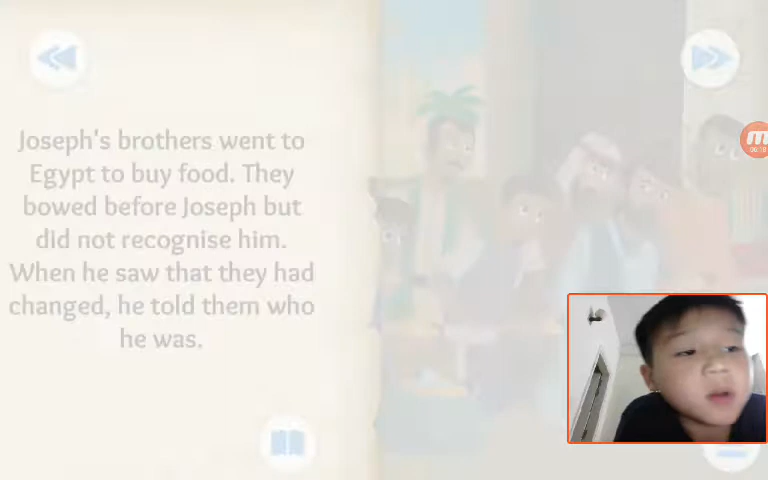 Joseph's brothers went to
Egypt to buy food. They
bowed before Joseph but
did not recognise him.
When he saw that they had
changed, he told them who
he was.